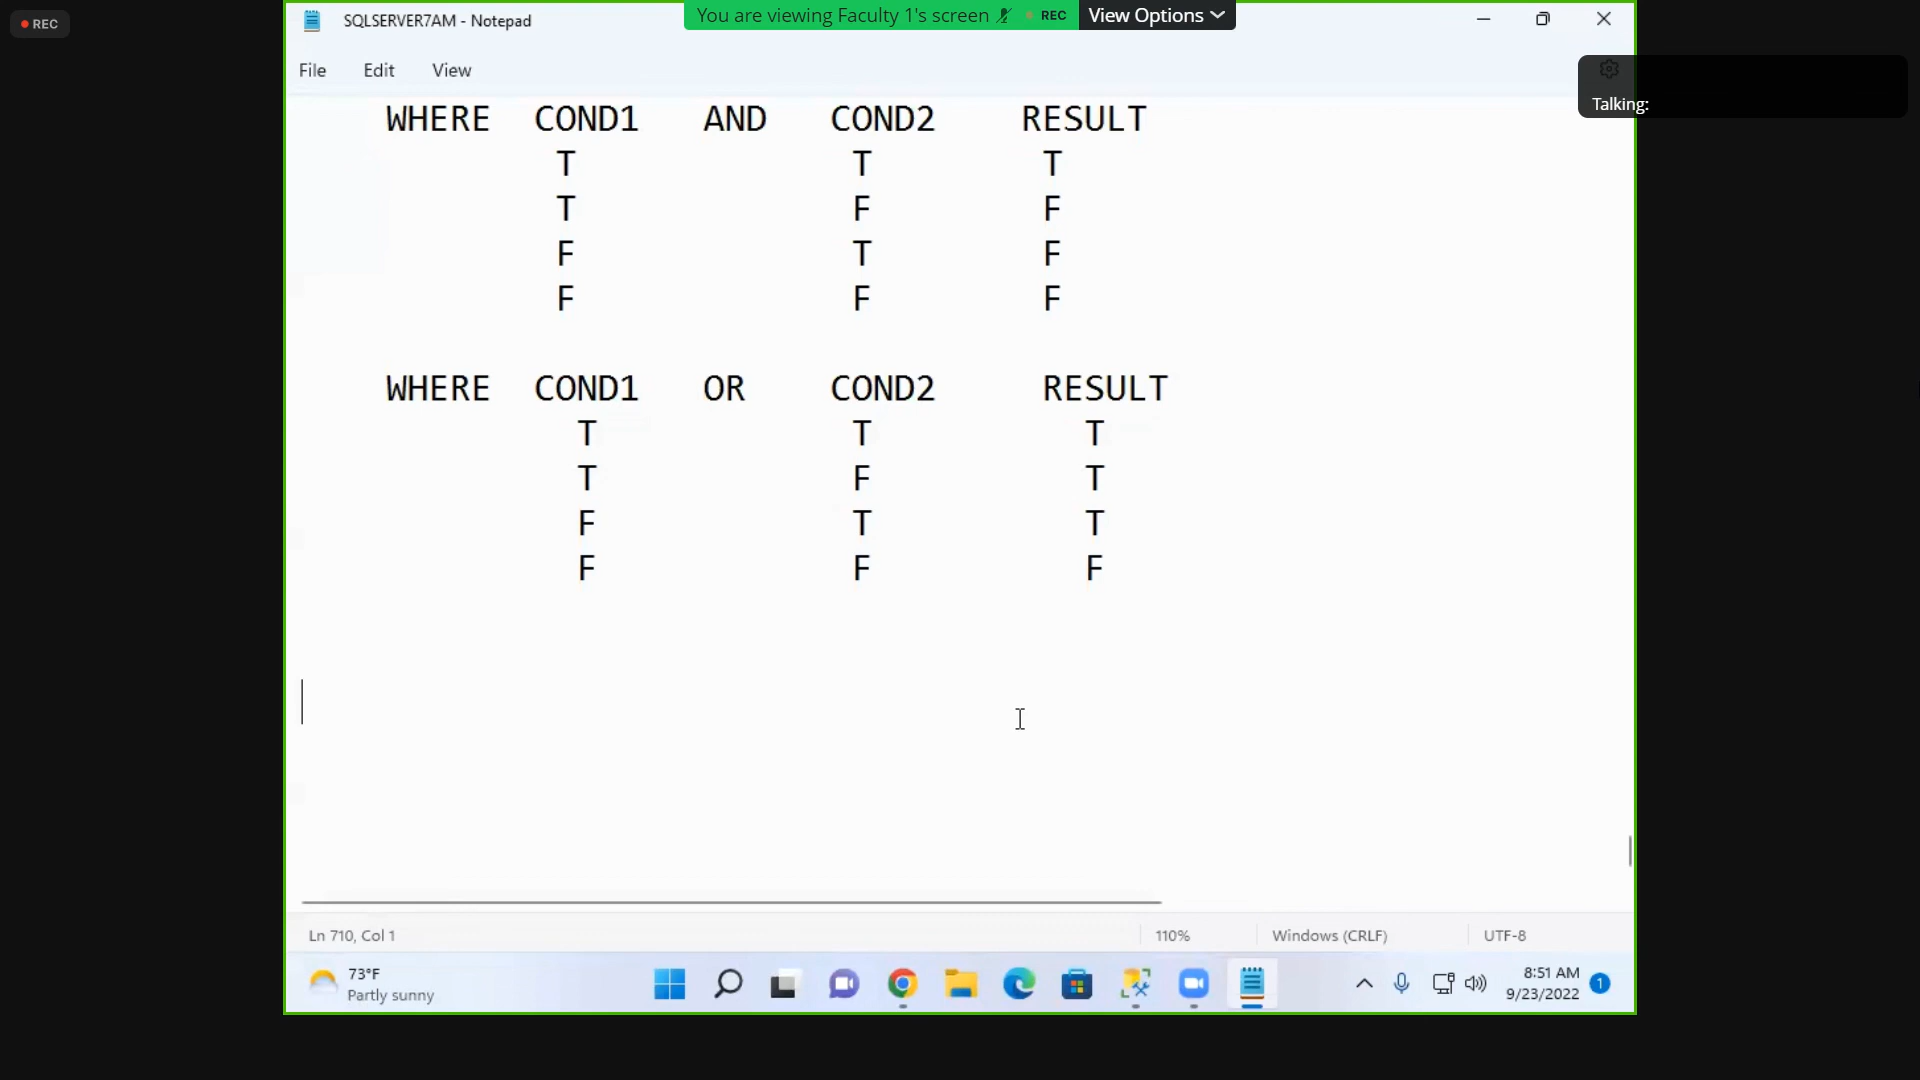 REC
SQLSERVER7AM - Notepad
You are viewing Faculty 1's screen REC View Options
File Edit View
Talking:
WHERE COND1 AND COND2 RESULT
T T T
T F F
F T F
F F F
WHERE COND1 OR COND2 RESULT
T T T
T F T
F T T
F F F
Ln 710, Col 1 110% Windows (CRLF) UTF-8
73°F
Partly sunny
8:51 AM
9/23/2022
1